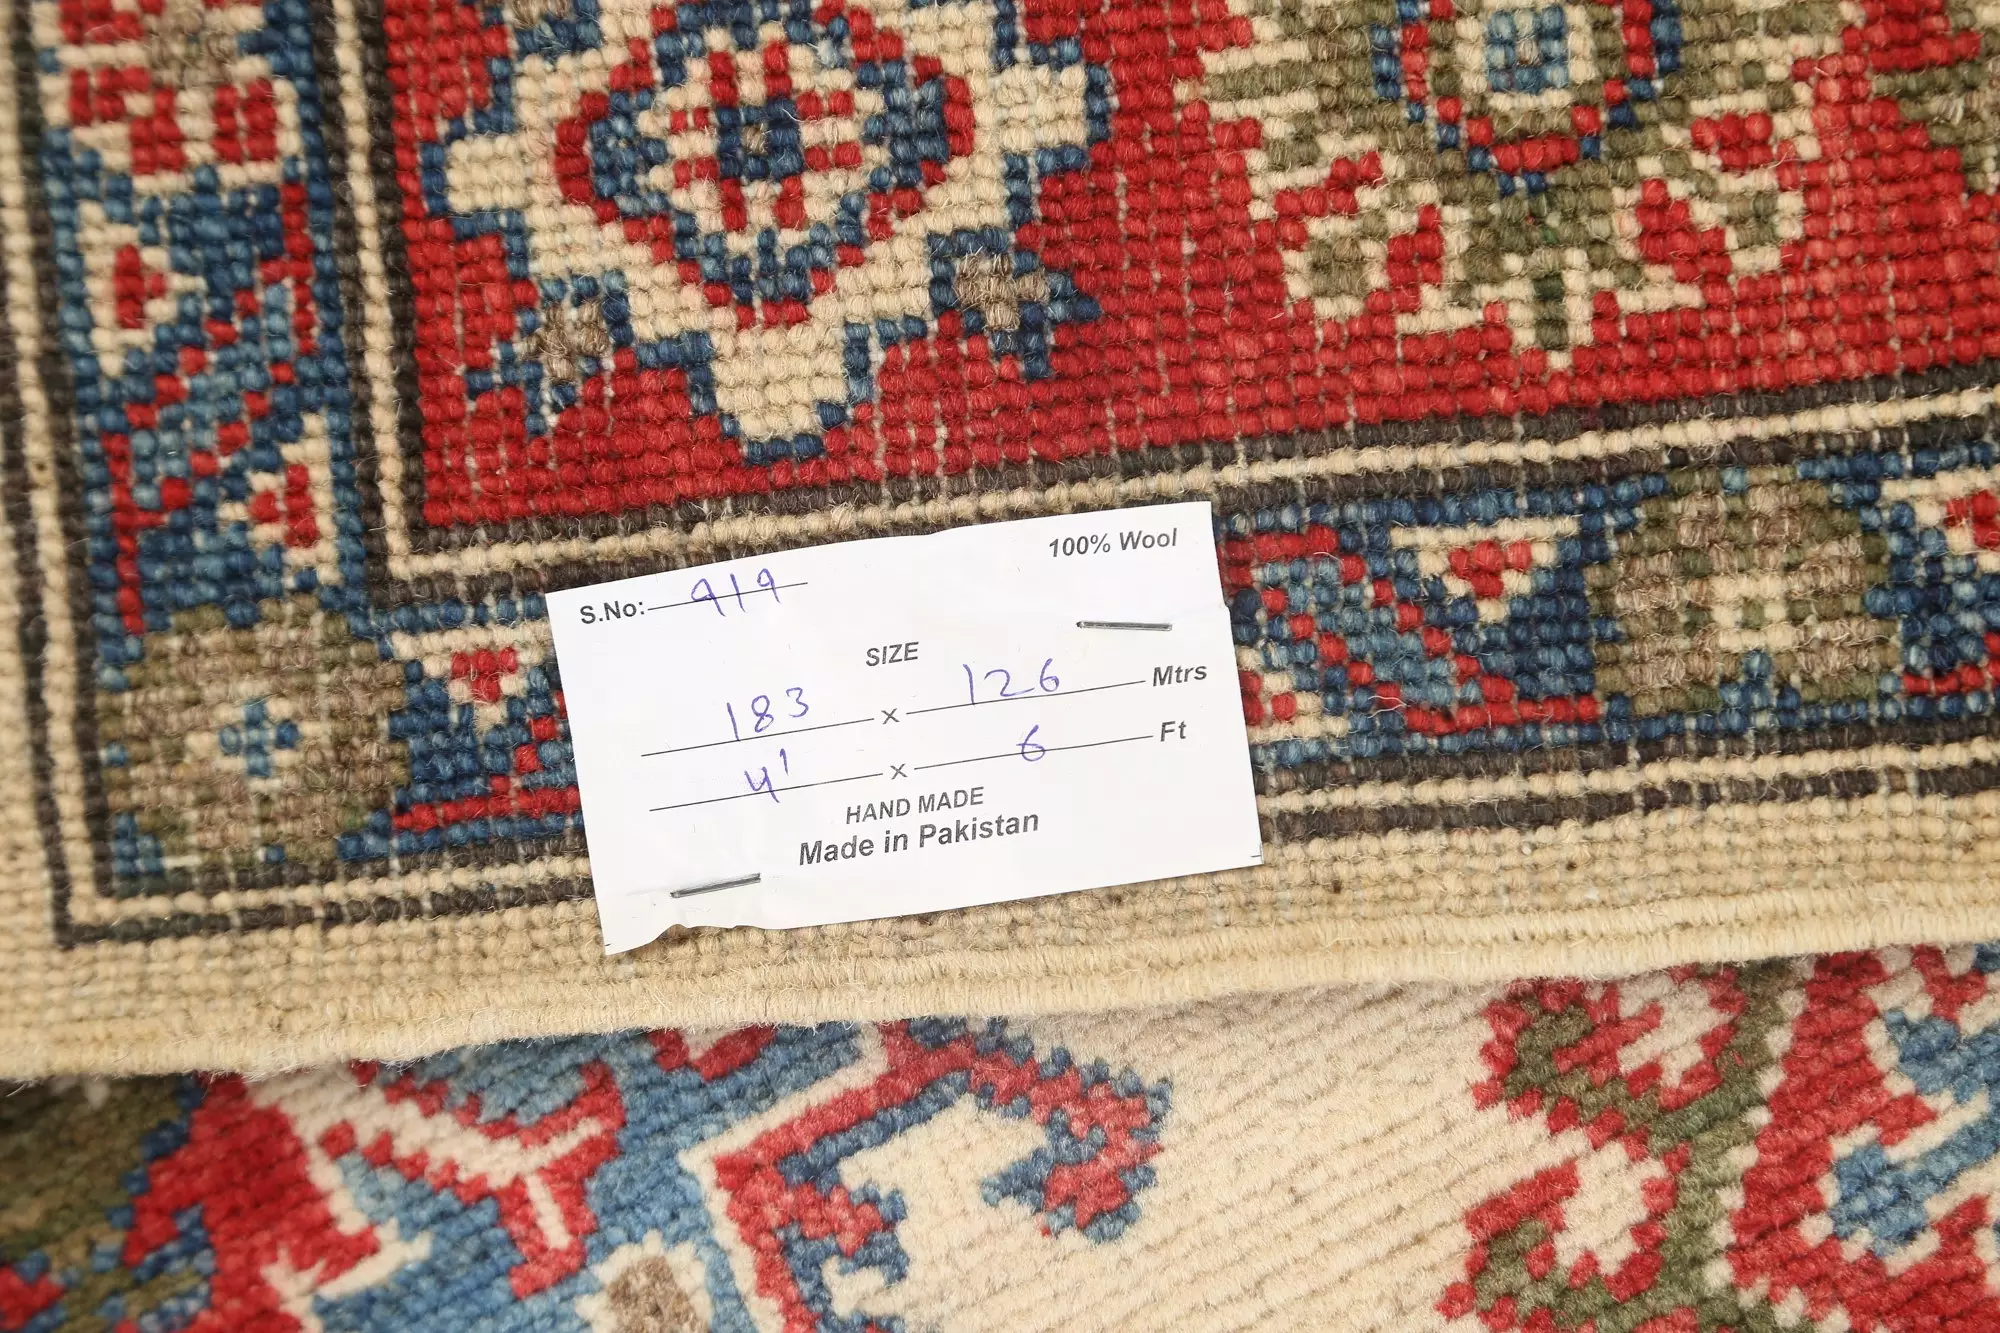 100% Wool
S.No: 919
SIZE
183 x 126 Mtrs
4' x 6 Ft
HAND MADE
Made in Pakistan